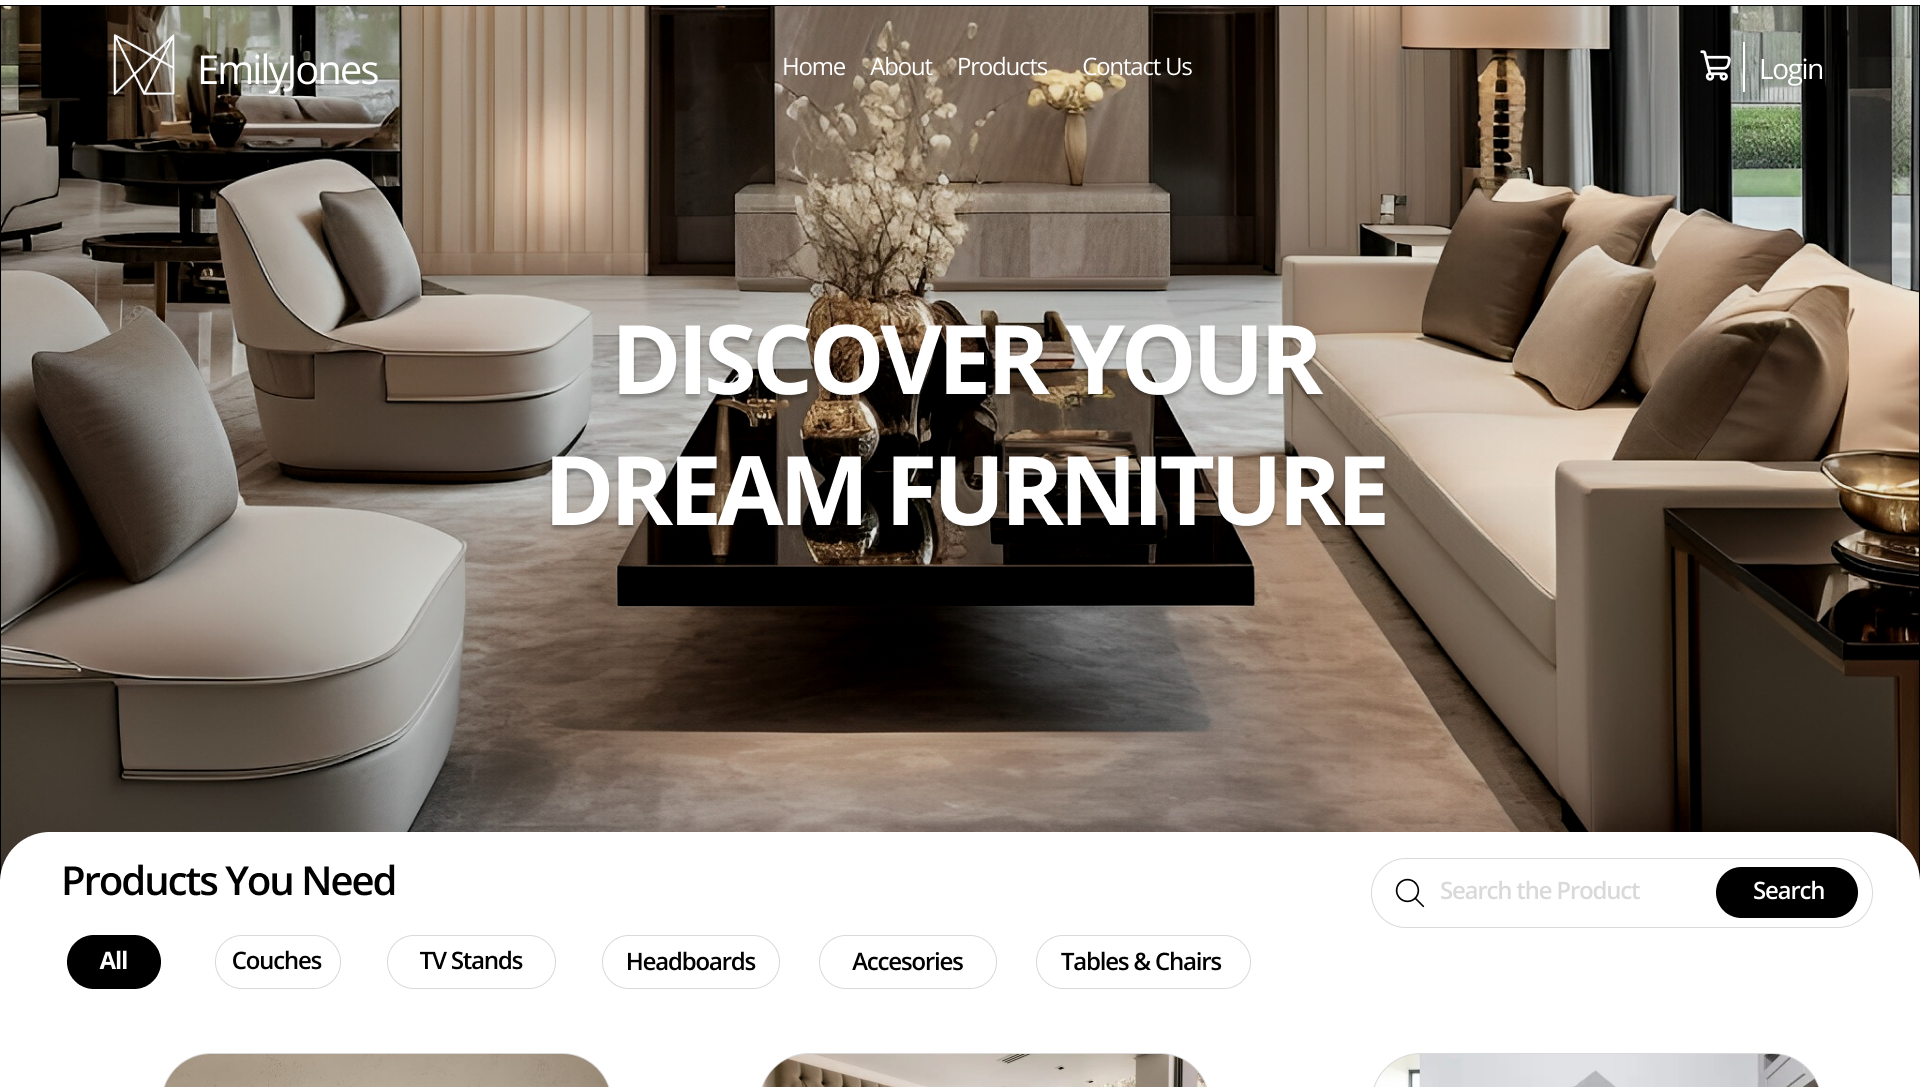 EmilyJones
Home About Products Contact Us
Login
DISCOVER YOUR
DREAM FURNITURE
Products You Need
Search the Product
Search
All
Couches
TV Stands
Headboards
Accesories
Tables & Chairs